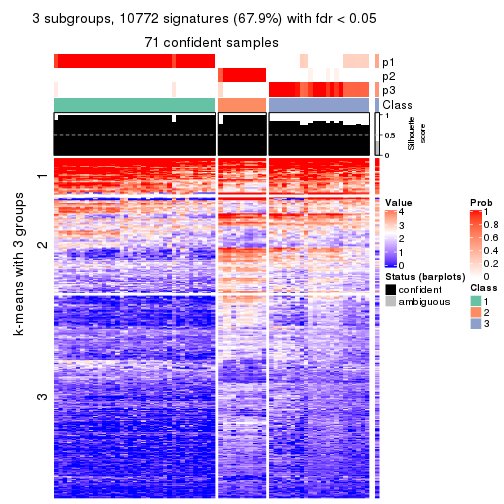 3 subgroups, 10772 signatures (67.9%) with fdr < 0.05
71 confident samples
p1
p2
p3
Class
1
0.5
0
Silhouette
score
k-means with 3 groups
1
2
3
Value
4
3
2
1
0
Prob
1
0.8
0.6
0.4
0.2
0
Status (barplots)
confident
ambiguous
Class
1
2
3